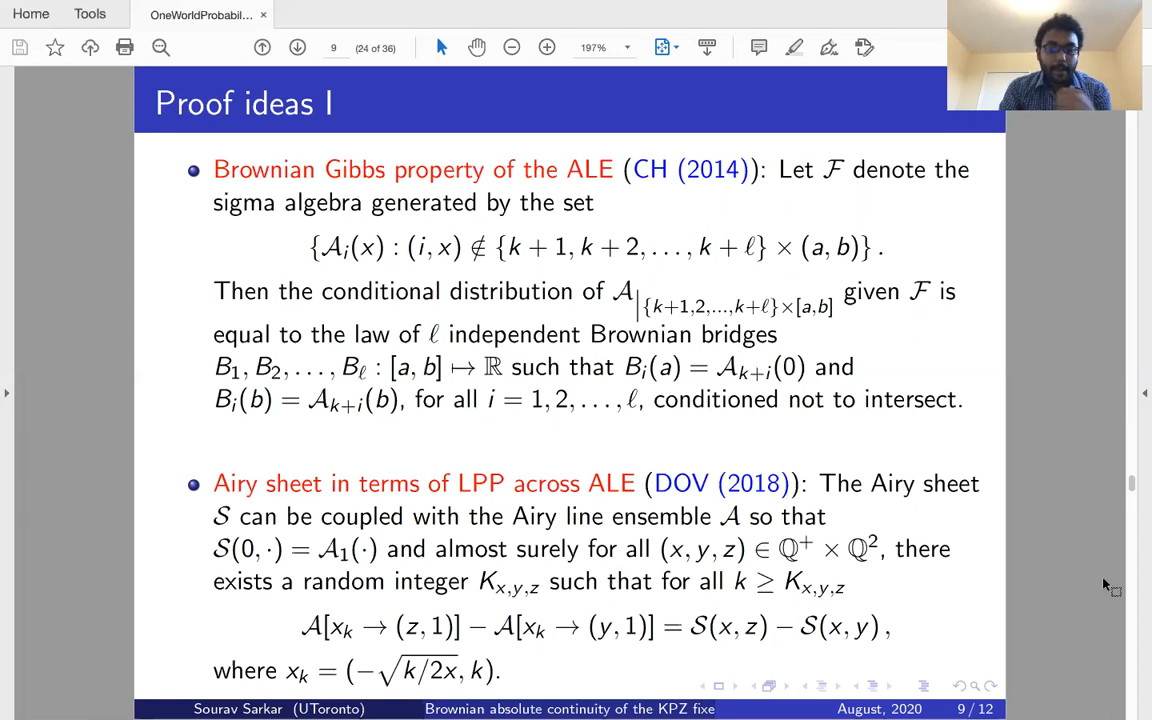 Home Tools OneWorldProbabil... ×
9 (24 of 36) 197%
Proof ideas I
Brownian Gibbs property of the ALE (CH (2014)): Let ℱ denote the
sigma algebra generated by the set
{𝒜ᵢ(x) : (i, x) ∉ {k + 1, k + 2, . . . , k + ℓ} × (a, b)} .
Then the conditional distribution of 𝒜|{k+1,2,...,k+ℓ}×[a,b] given ℱ is
equal to the law of ℓ independent Brownian bridges
B₁, B₂, . . . , B_ℓ : [a, b] ↦ ℝ such that Bᵢ(a) = 𝒜ₖ₊ᵢ(0) and
Bᵢ(b) = 𝒜ₖ₊ᵢ(b), for all i = 1, 2, . . . , ℓ, conditioned not to intersect.
Airy sheet in terms of LPP across ALE (DOV (2018)): The Airy sheet
𝒮 can be coupled with the Airy line ensemble 𝒜 so that
𝒮(0, ·) = 𝒜₁(·) and almost surely for all (x, y, z) ∈ ℚ⁺ × ℚ², there
exists a random integer K_{x,y,z} such that for all k ≥ K_{x,y,z}
𝒜[xₖ → (z, 1)] − 𝒜[xₖ → (y, 1)] = 𝒮(x, z) − 𝒮(x, y) ,
where xₖ = (−√(k/2x), k).
Sourav Sarkar (UToronto) Brownian absolute continuity of the KPZ fixe August, 2020 9 / 12